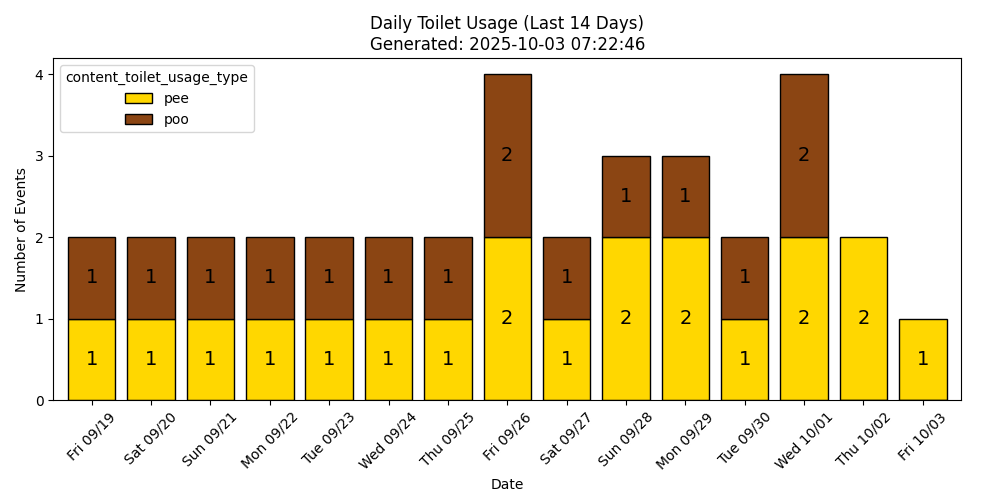 Daily Toilet Usage (Last 14 Days)
Generated: 2025-10-03 07:22:46
content_toilet_usage_type
pee
poo
Number of Events
4
3
2
1
0
2 2
1 1
1 1 1 1 1 1 1 1 1
2 2 2 2 2
1 1 1 1 1 1 1 1 1 1
Fri 09/19
Sat 09/20
Sun 09/21
Mon 09/22
Tue 09/23
Wed 09/24
Thu 09/25
Fri 09/26
Sat 09/27
Sun 09/28
Mon 09/29
Tue 09/30
Wed 10/01
Thu 10/02
Fri 10/03
Date